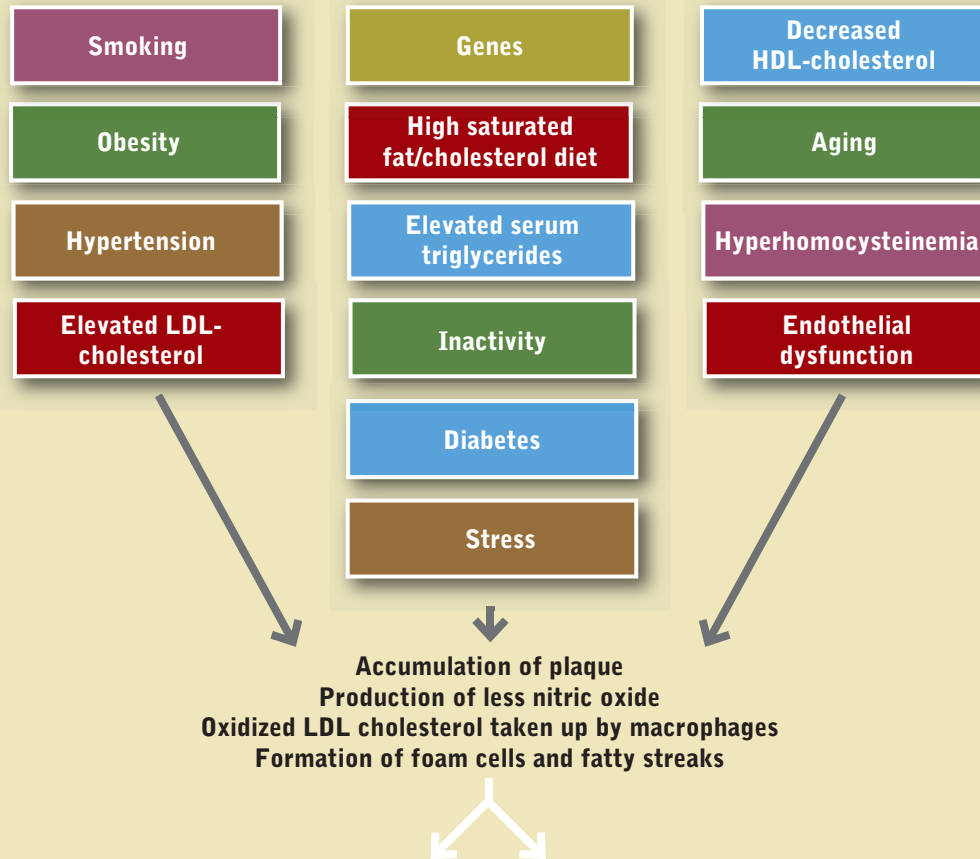 Smoking
Obesity
Hypertension
Elevated LDL-
cholesterol
Genes
High saturated
fat/cholesterol diet
Elevated serum
triglycerides
Inactivity
Diabetes
Stress
Decreased
HDL-cholesterol
Aging
Hyperhomocysteinemia
Endothelial
dysfunction
Accumulation of plaque
Production of less nitric oxide
Oxidized LDL cholesterol taken up by macrophages
Formation of foam cells and fatty streaks